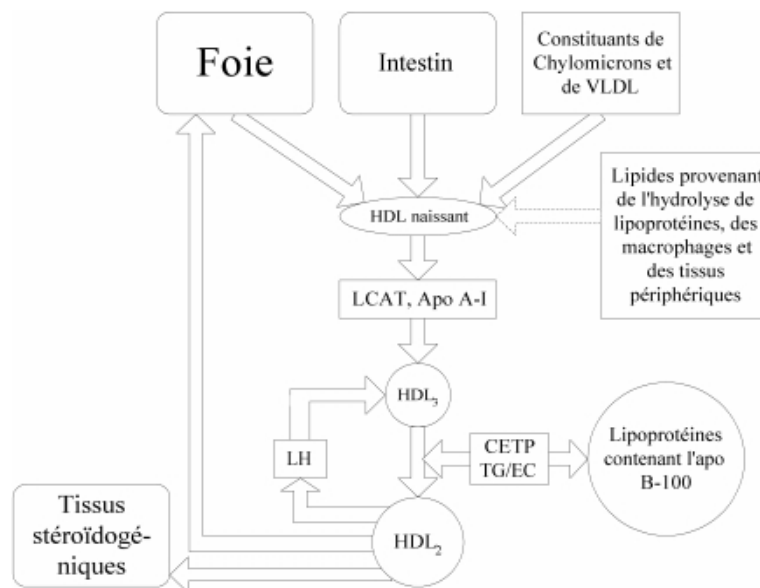 Foie
Intestin
Constituants de
Chylomicrons et
de VLDL
HDL naissant
Lipides provenant
de l'hydrolyse de
lipoprotéines, des
macrophages et
des tissus
périphériques
LCAT, Apo A-I
HDL3
LH
CETP
TG/EC
Lipoprotéines
contenant l'apo
B-100
Tissus
stéroïdogé-
niques
HDL2